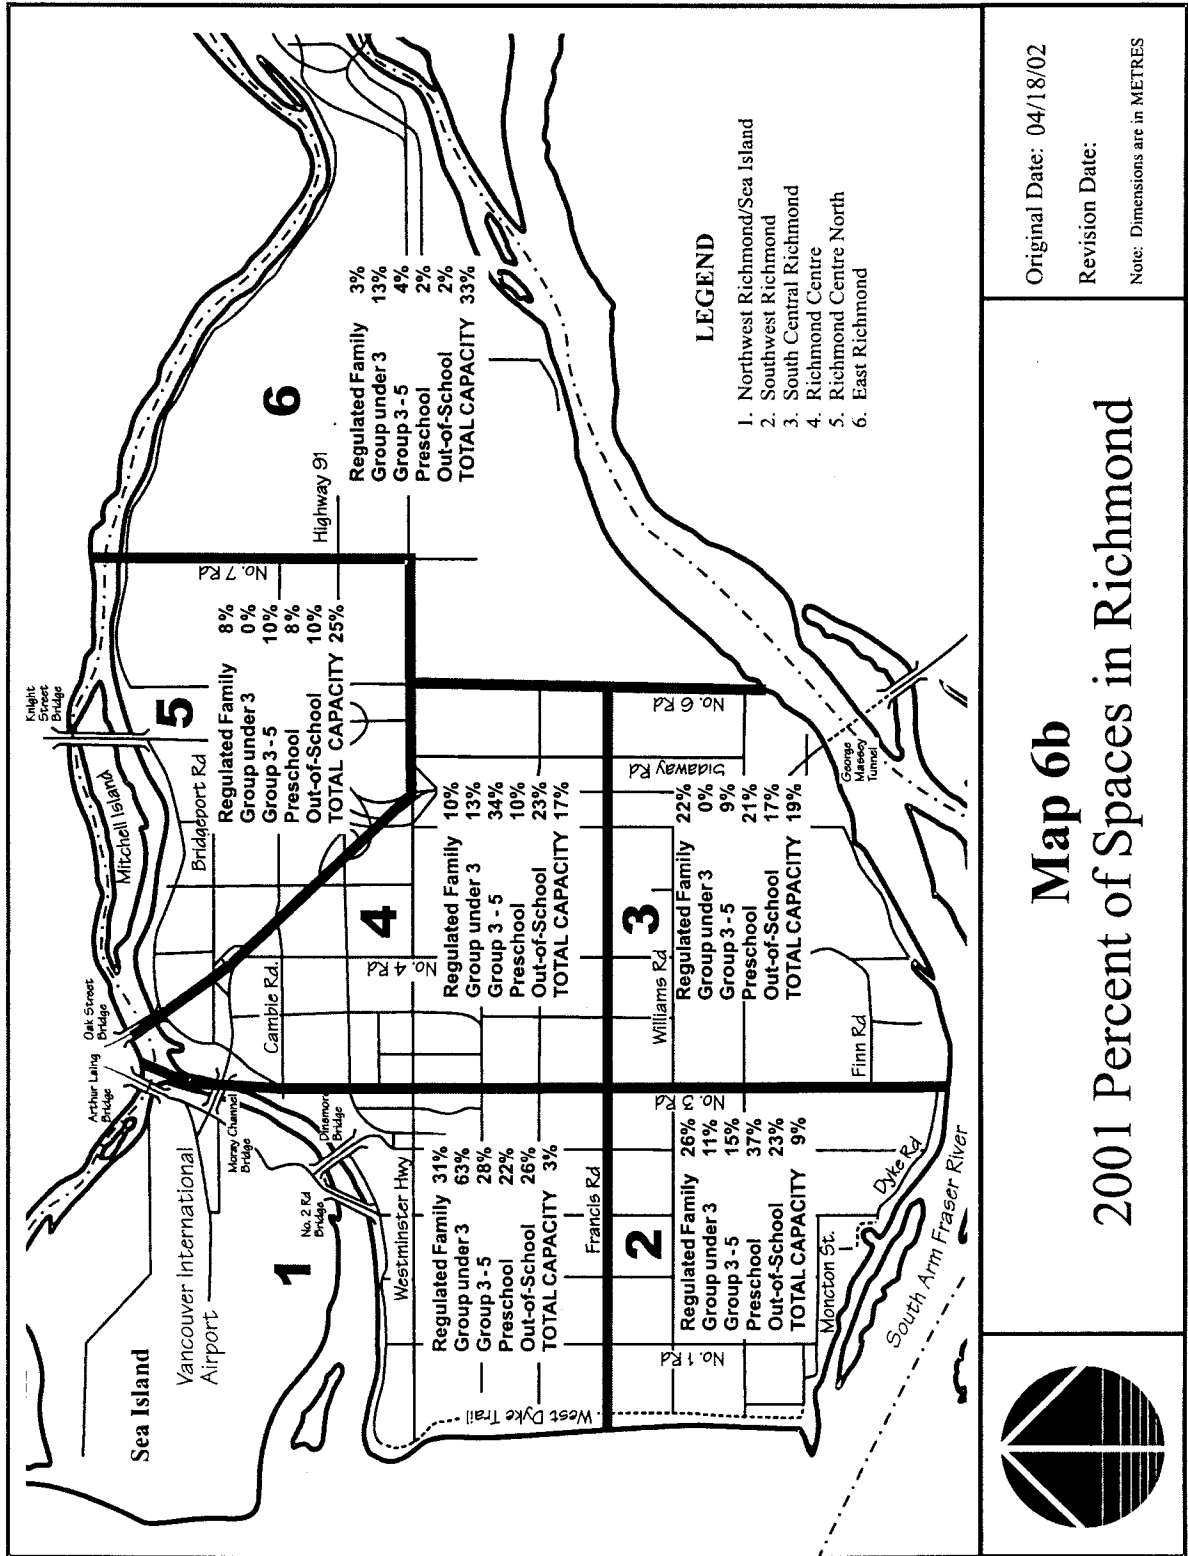 Sea Island
Vancouver International
Airport
Arthur Laing
Bridge
Oak Street
Bridge
Moray Channel
Bridge
Dinsmore
Bridge
No. 2 Rd
Bridge
Knight
Street
Bridge
Mitchell Island
Bridgeport Rd
Cambie Rd.
No. 4 Rd
No. 7 Rd
Highway 91
Westminster Hwy
1
Regulated Family 31%
Group under 3 63%
Group 3 - 5 28%
Preschool 22%
Out-of-School 26%
TOTAL CAPACITY 3%
Francis Rd
West Dyke Trail
2
Regulated Family 26%
Group under 3 11%
Group 3 - 5 15%
Preschool 37%
Out-of-School 23%
TOTAL CAPACITY 9%
No. 1 Rd
No. 3 Rd
Moncton St.
Dyke Rd
South Arm Fraser River
3
Williams Rd
Regulated Family 22%
Group under 3 0%
Group 3 - 5 9%
Preschool 21%
Out-of-School 17%
TOTAL CAPACITY 19%
Finn Rd
Sidaway Rd
No. 6 Rd
George
Massey
Tunnel
4
Regulated Family 10%
Group under 3 13%
Group 3 - 5 34%
Preschool 10%
Out-of-School 23%
TOTAL CAPACITY 17%
5
Regulated Family 8%
Group under 3 0%
Group 3 - 5 10%
Preschool 8%
Out-of-School 10%
TOTAL CAPACITY 25%
6
Regulated Family 3%
Group under 3 13%
Group 3 - 5 4%
Preschool 2%
Out-of-School 2%
TOTAL CAPACITY 33%
LEGEND
1. Northwest Richmond/Sea Island
2. Southwest Richmond
3. South Central Richmond
4. Richmond Centre
5. Richmond Centre North
6. East Richmond
Map 6b
2001 Percent of Spaces in Richmond
Original Date: 04/18/02
Revision Date:
Note: Dimensions are in METRES